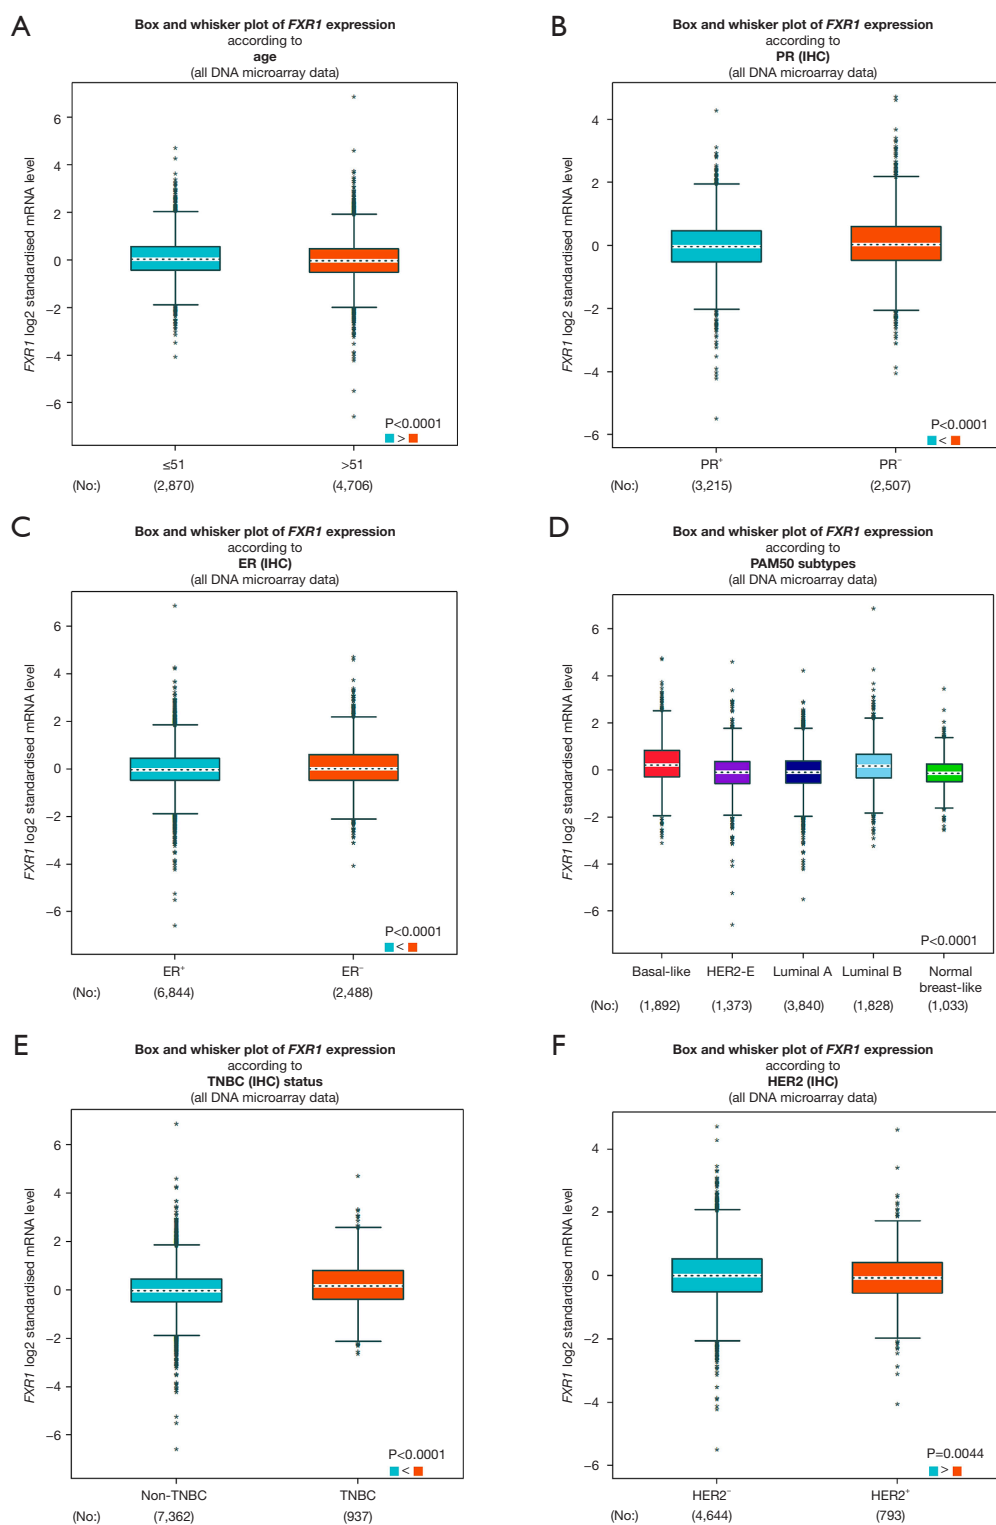 A
Box and whisker plot of FXR1 expression
according to
age
(all DNA microarray data)
FXR1 log2 standardised mRNA level
6
4
2
0
−2
−4
−6
P<0.0001
>
≤51
>51
(No:)
(2,870)
(4,706)
B
Box and whisker plot of FXR1 expression
according to
PR (IHC)
(all DNA microarray data)
FXR1 log2 standardised mRNA level
4
2
0
−2
−4
−6
P<0.0001
<
PR⁺
PR⁻
(No:)
(3,215)
(2,507)
C
Box and whisker plot of FXR1 expression
according to
ER (IHC)
(all DNA microarray data)
FXR1 log2 standardised mRNA level
6
4
2
0
−2
−4
−6
P<0.0001
<
ER⁺
ER⁻
(No:)
(6,844)
(2,488)
D
Box and whisker plot of FXR1 expression
according to
PAM50 subtypes
(all DNA microarray data)
FXR1 log2 standardised mRNA level
6
4
2
0
−2
−4
−6
P<0.0001
Basal-like
HER2-E
Luminal A
Luminal B
Normal
breast-like
(No:)
(1,892)
(1,373)
(3,840)
(1,828)
(1,033)
E
Box and whisker plot of FXR1 expression
according to
TNBC (IHC) status
(all DNA microarray data)
FXR1 log2 standardised mRNA level
6
4
2
0
−2
−4
−6
P<0.0001
<
Non-TNBC
TNBC
(No:)
(7,362)
(937)
F
Box and whisker plot of FXR1 expression
according to
HER2 (IHC)
(all DNA microarray data)
FXR1 log2 standardised mRNA level
4
2
0
−2
−4
−6
P=0.0044
>
HER2⁻
HER2⁺
(No:)
(4,644)
(793)